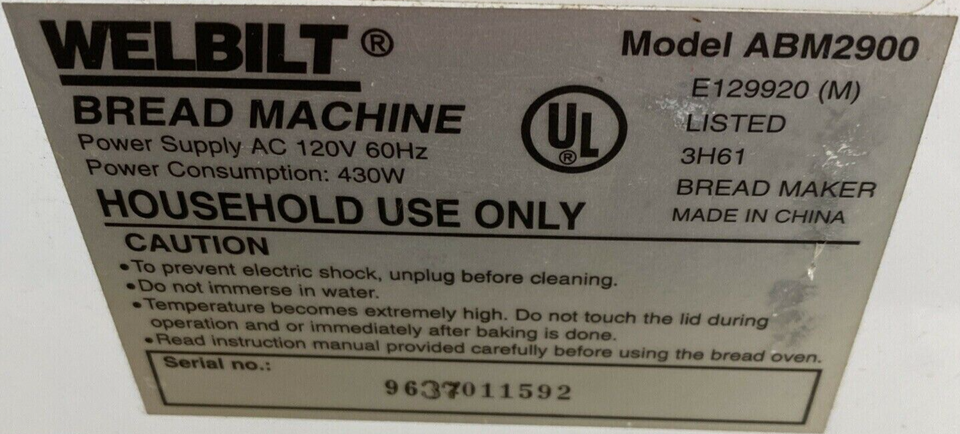 WELBILT®
Model ABM2900
BREAD MACHINE
Power Supply AC 120V 60Hz
Power Consumption: 430W
UL®
E129920 (M)
LISTED
3H61
BREAD MAKER
MADE IN CHINA
HOUSEHOLD USE ONLY
CAUTION
•To prevent electric shock, unplug before cleaning.
•Do not immerse in water.
•Temperature becomes extremely high. Do not touch the lid during
operation and or immediately after baking is done.
•Read instruction manual provided carefully before using the bread oven.
Serial no.:
9637011592